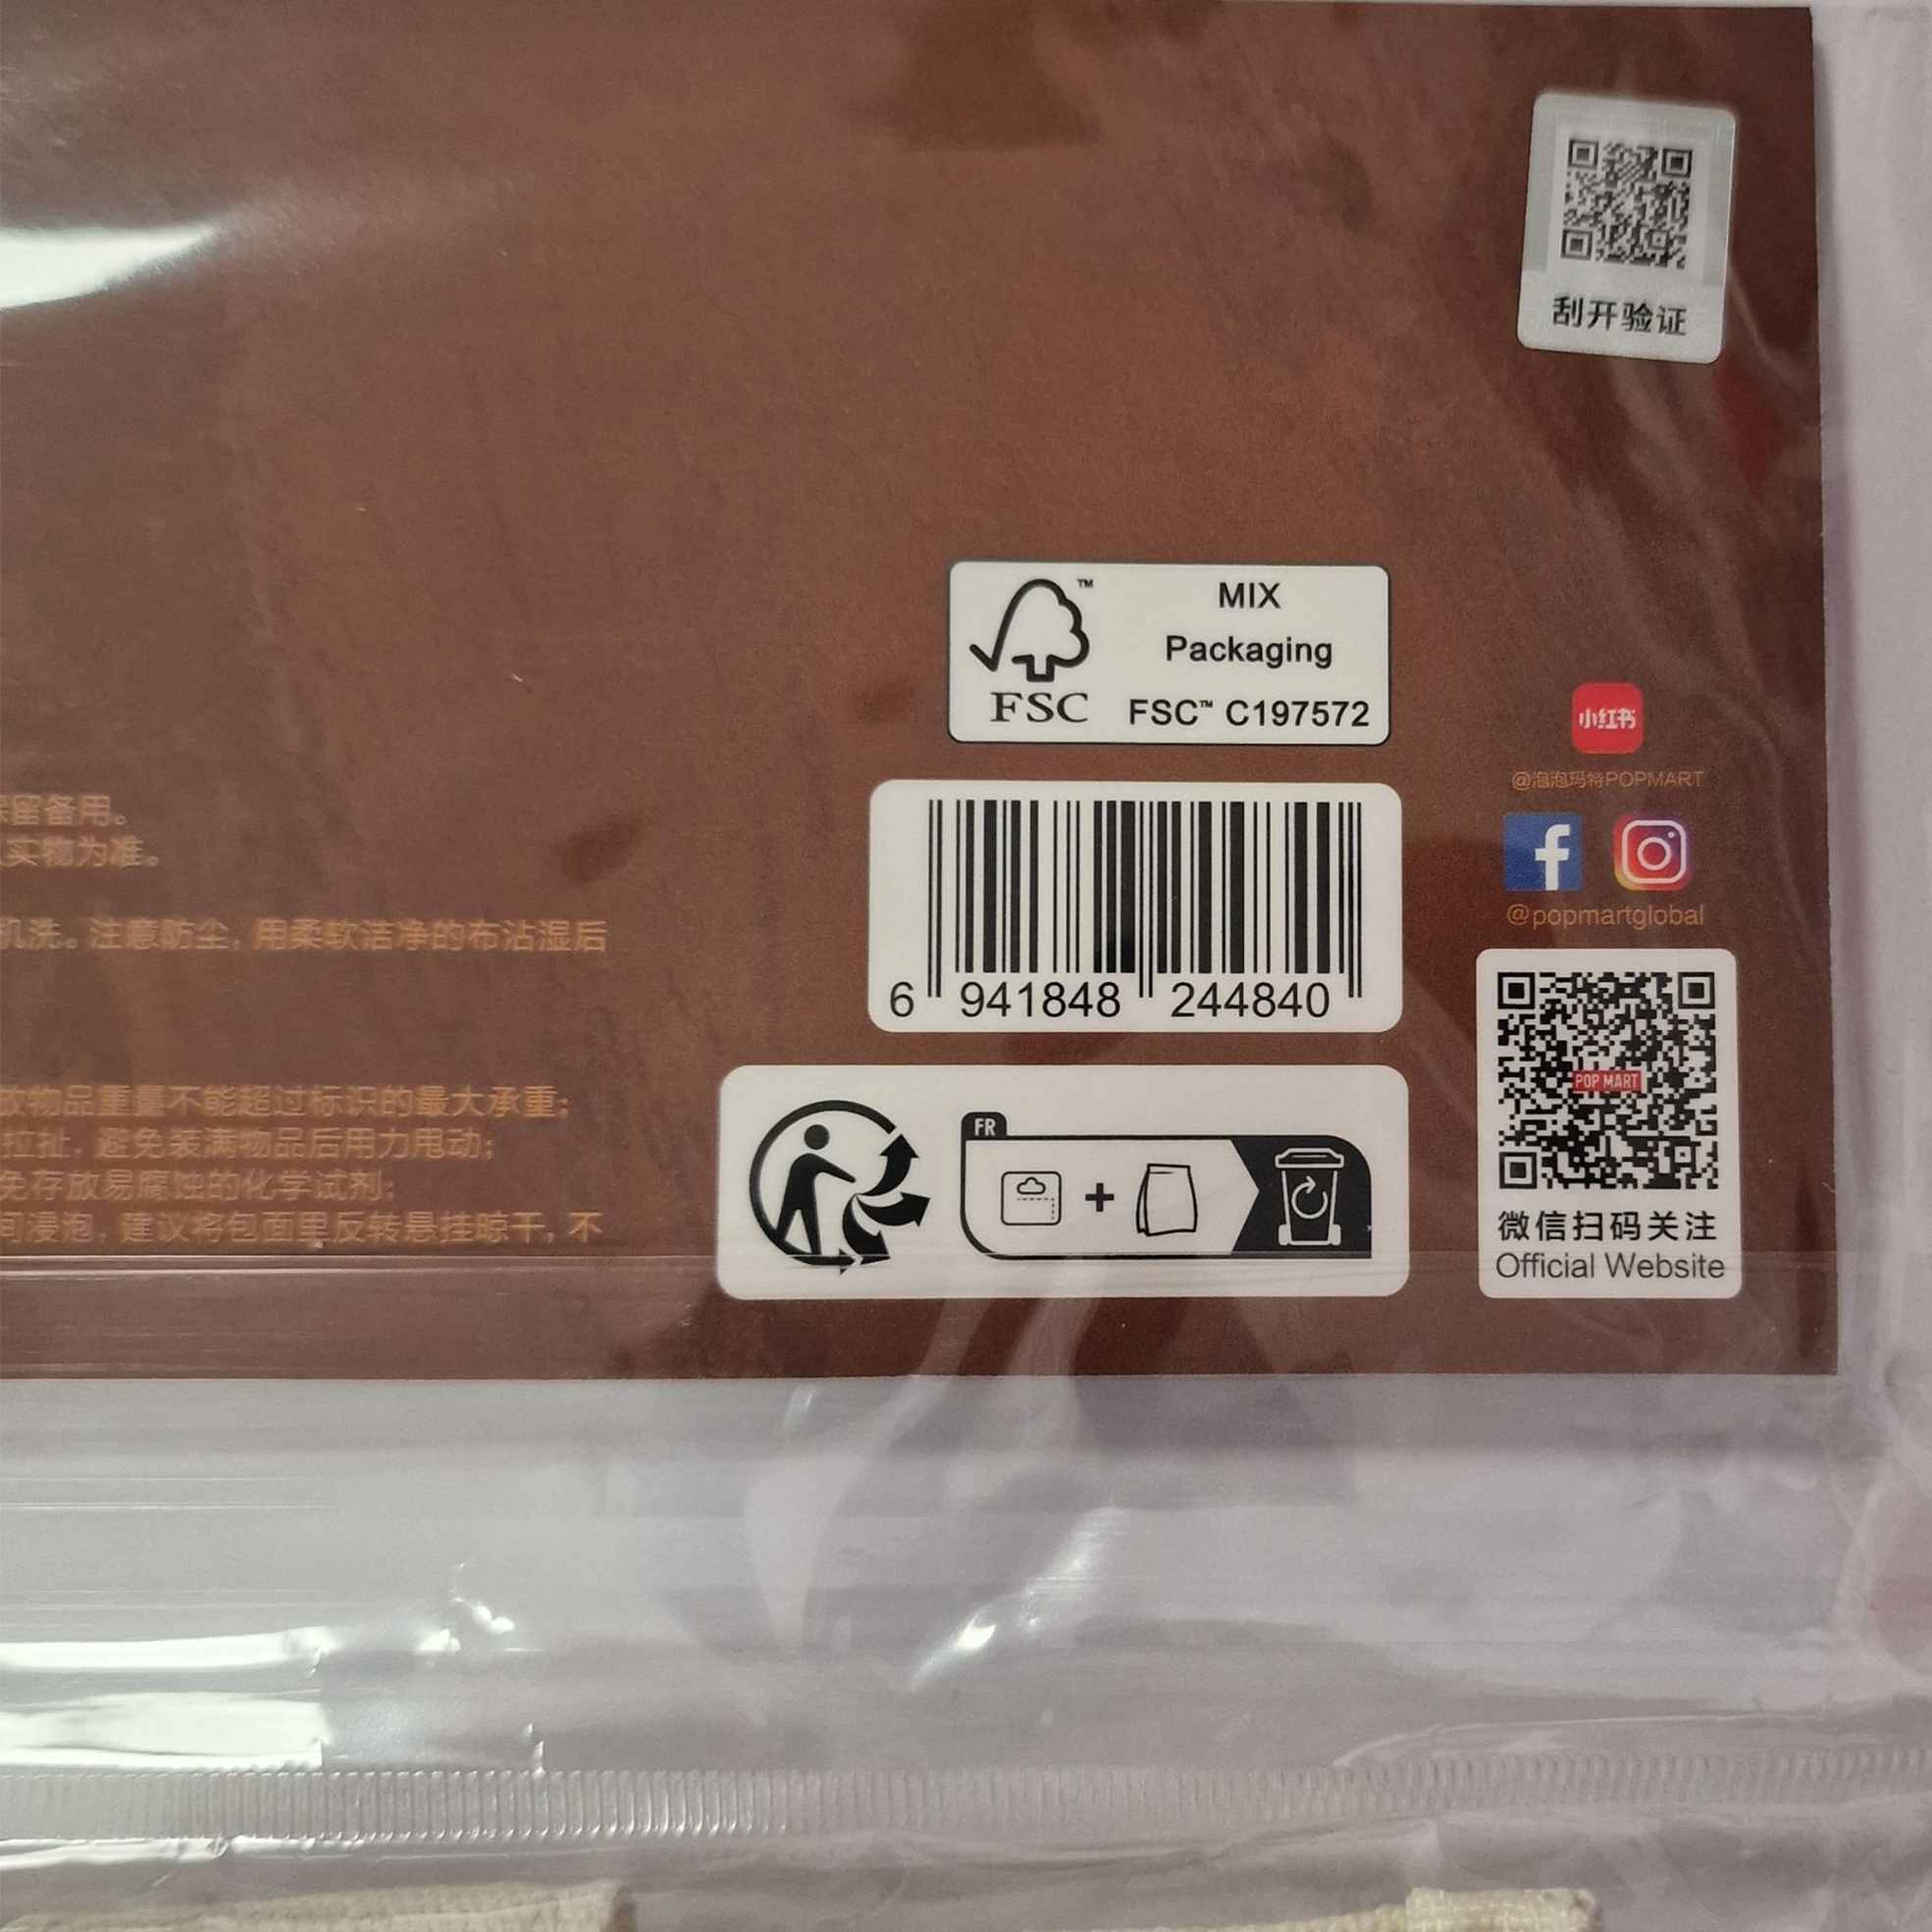 刮开验证
FSC™
MIX
Packaging
FSC™ C197572
小红书
@泡泡玛特POPMART
@popmartglobal
6 941848 244840
保留备用。
实物为准。
机洗。注意防尘，用柔软洁净的布沾湿后
放物品重量不能超过标识的最大承重；
拉扯，避免装满物品后用力甩动；
免存放易腐蚀的化学试剂；
间浸泡，建议将包面里反转悬挂晾干，不
FR
POP MART
微信扫码关注
Official Website